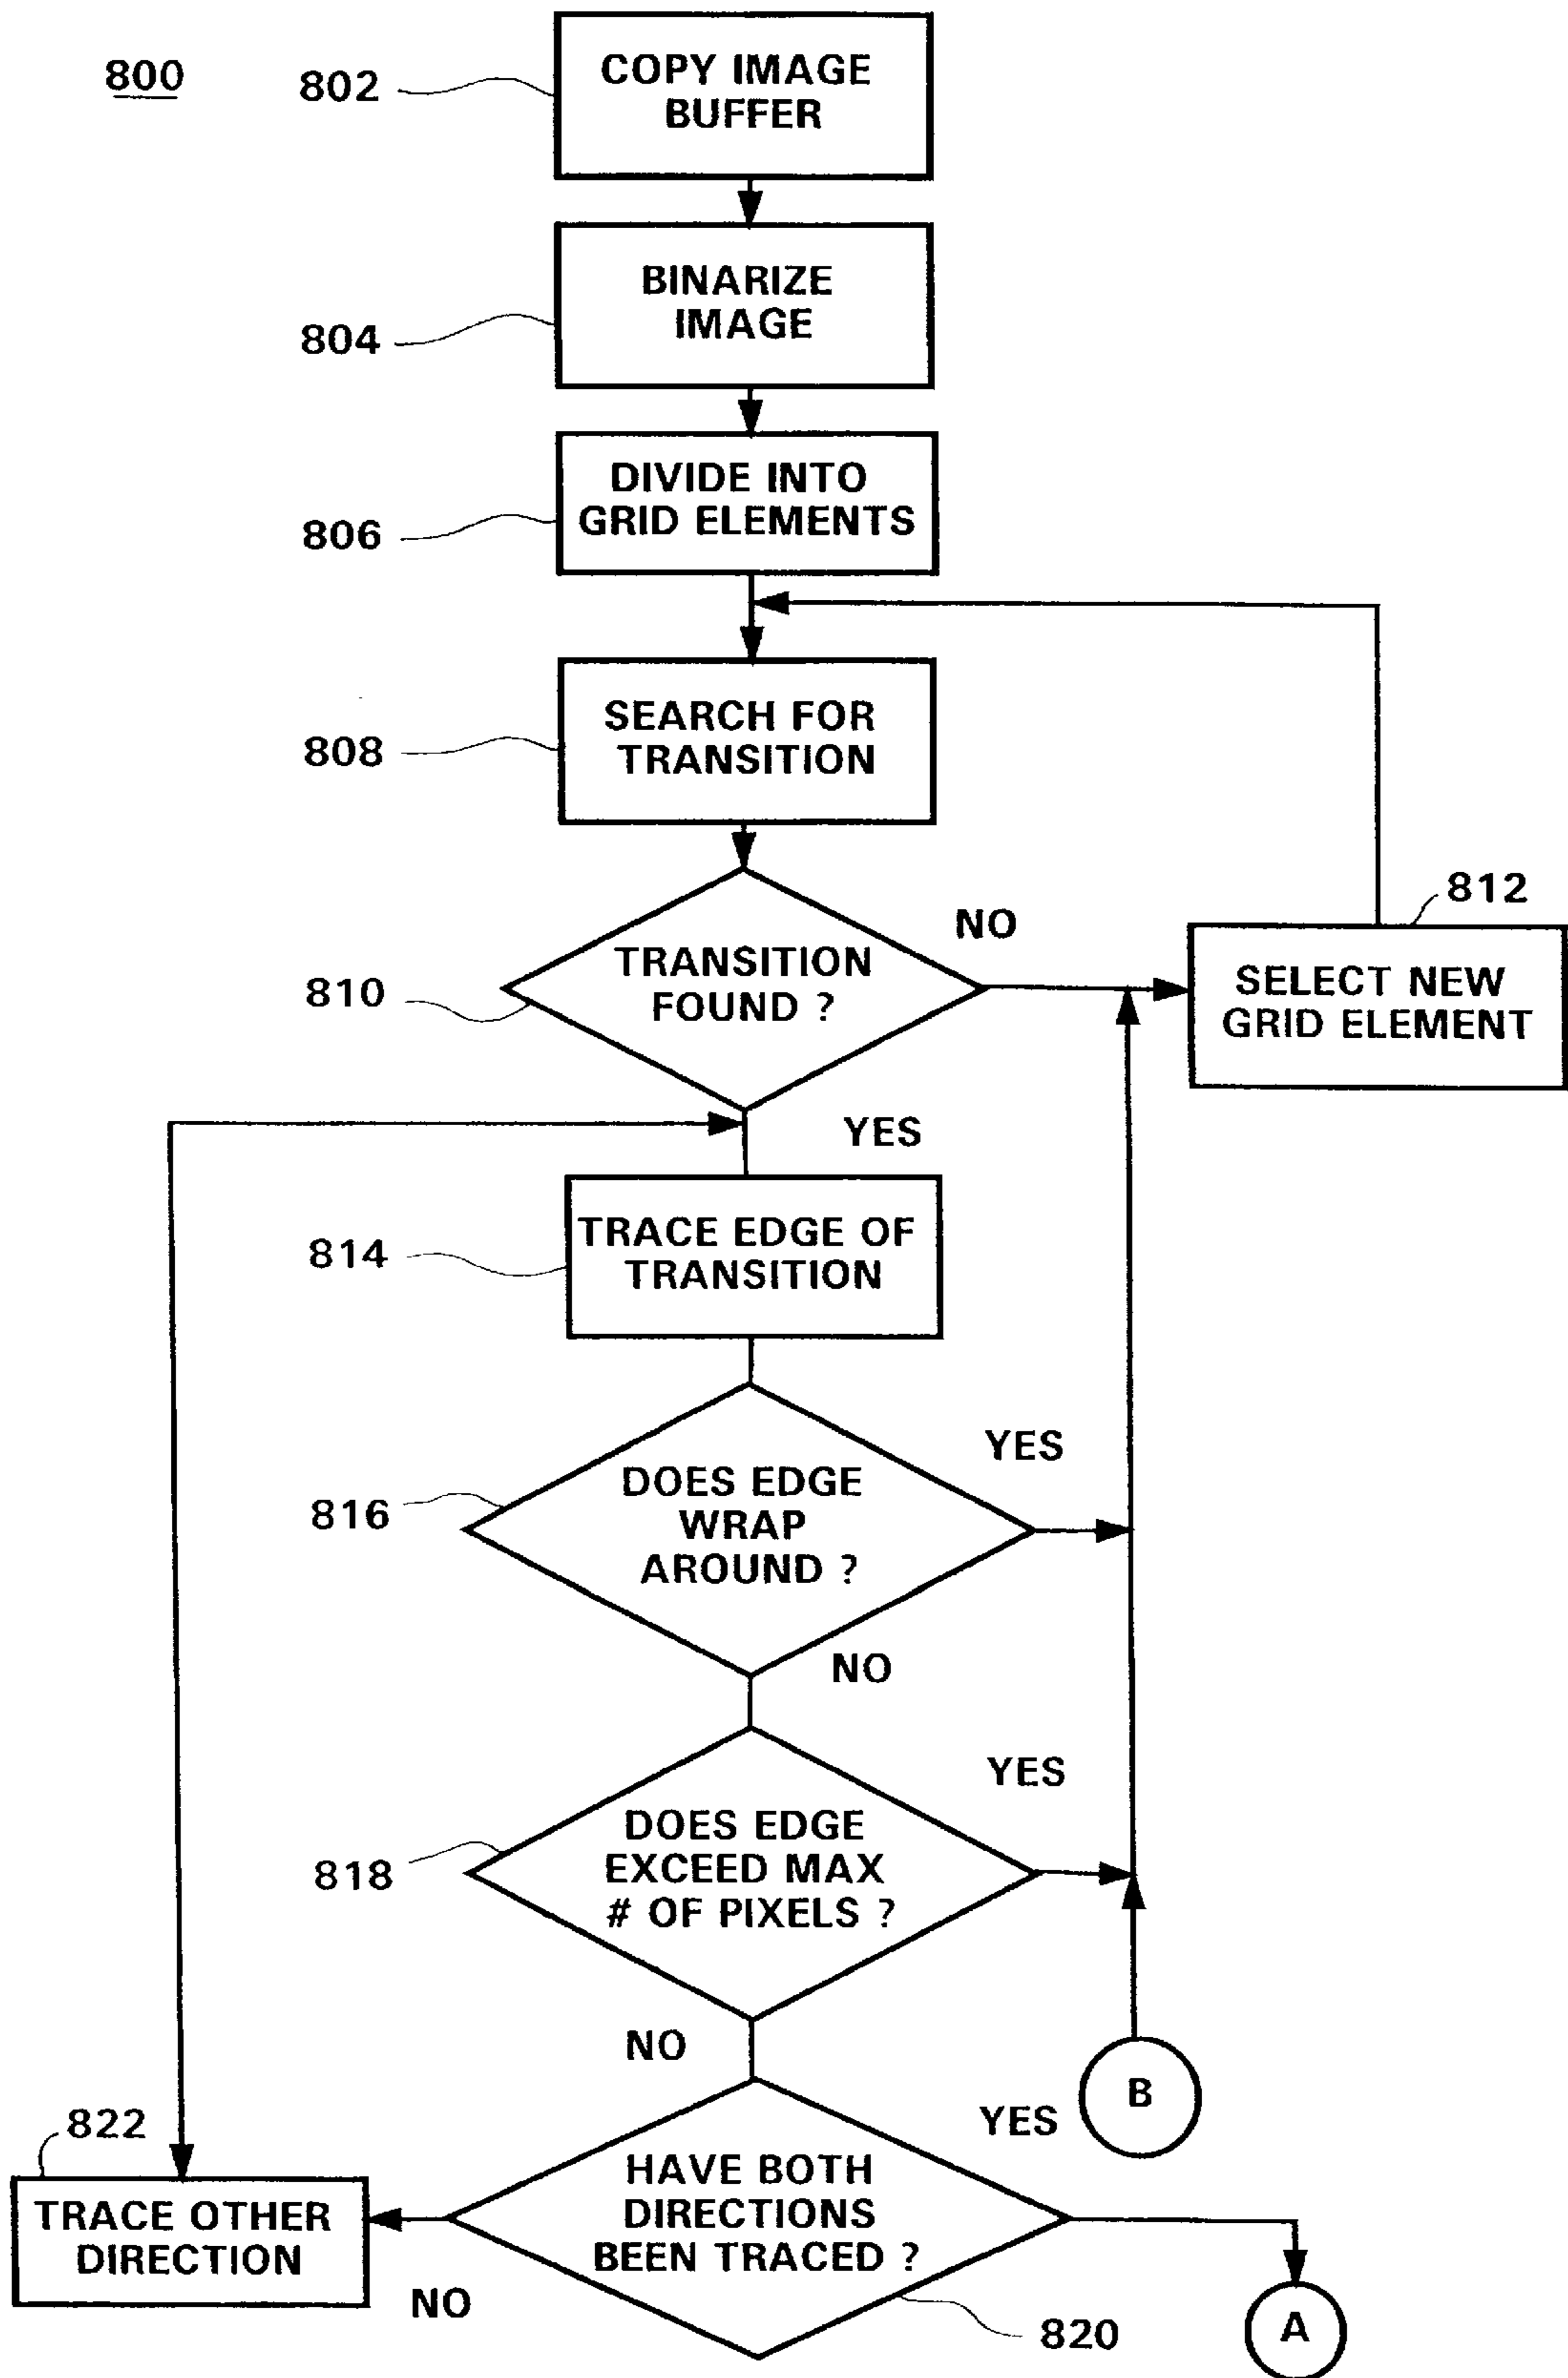 800
802
COPY IMAGE
BUFFER
804
BINARIZE
IMAGE
806
DIVIDE INTO
GRID ELEMENTS
808
SEARCH FOR
TRANSITION
810
TRANSITION
FOUND ?
NO
812
SELECT NEW
GRID ELEMENT
YES
814
TRACE EDGE OF
TRANSITION
816
DOES EDGE
WRAP
AROUND ?
YES
NO
818
DOES EDGE
EXCEED MAX
# OF PIXELS ?
YES
NO
B
822
TRACE OTHER
DIRECTION
HAVE BOTH
DIRECTIONS
BEEN TRACED ?
YES
NO
820
A